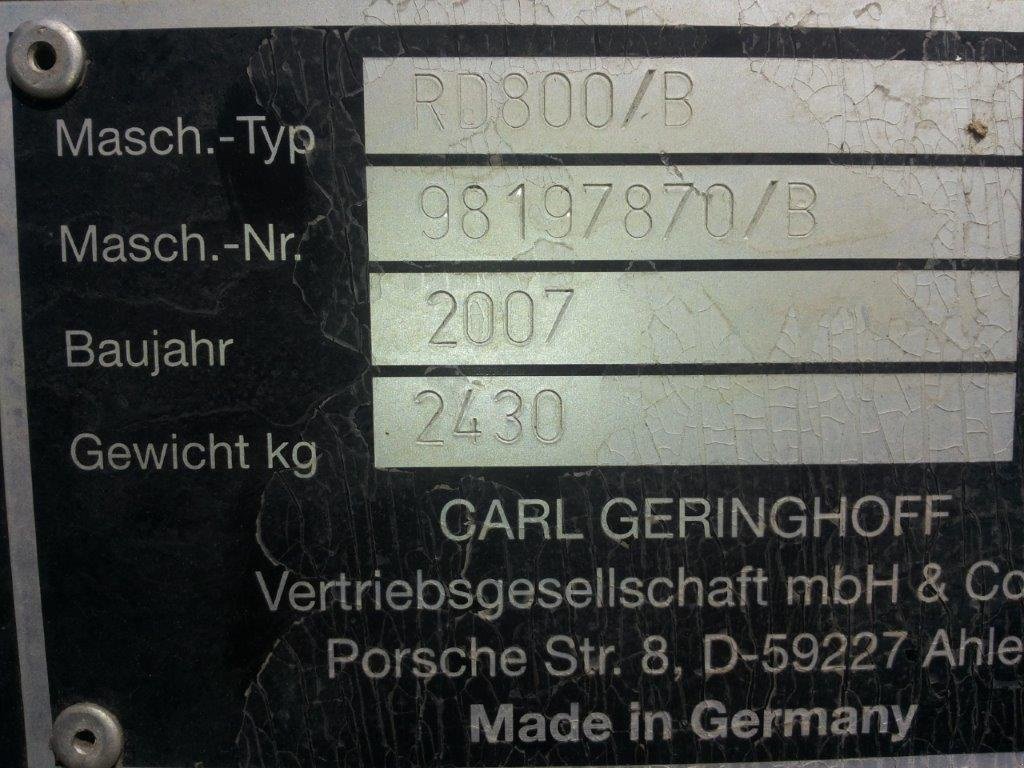 Masch.-Typ RD800/B
Masch.-Nr. 98197870/B
Baujahr 2007
Gewicht kg 2430
CARL GERINGHOFF
Vertriebsgesellschaft mbH & Co
Porsche Str. 8, D-59227 Ahle
Made in Germany